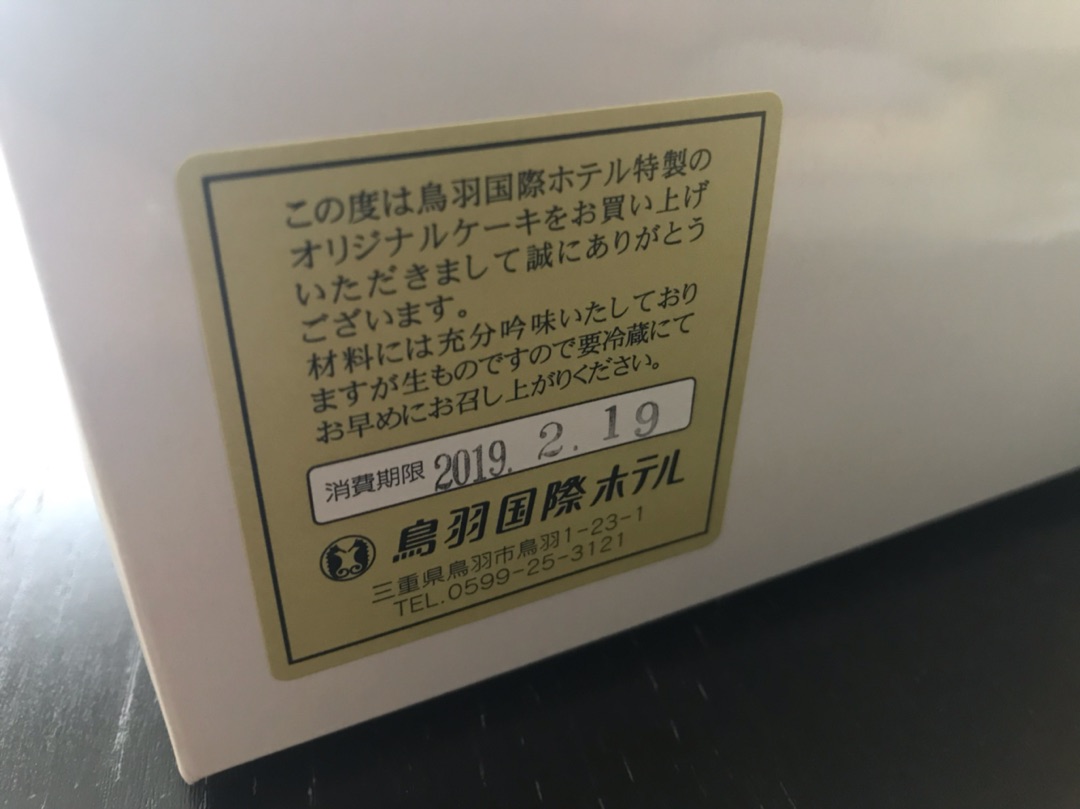 この度は鳥羽国際ホテル特製の
オリジナルケーキをお買い上げ
いただきまして誠にありがとう
ございます。
材料には充分吟味いたしており
ますが生ものですので要冷蔵にて
お早めにお召し上がりください。
消費期限 2019. 2. 19
鳥羽国際ホテル
三重県鳥羽市鳥羽1-23-1
TEL.0599-25-3121